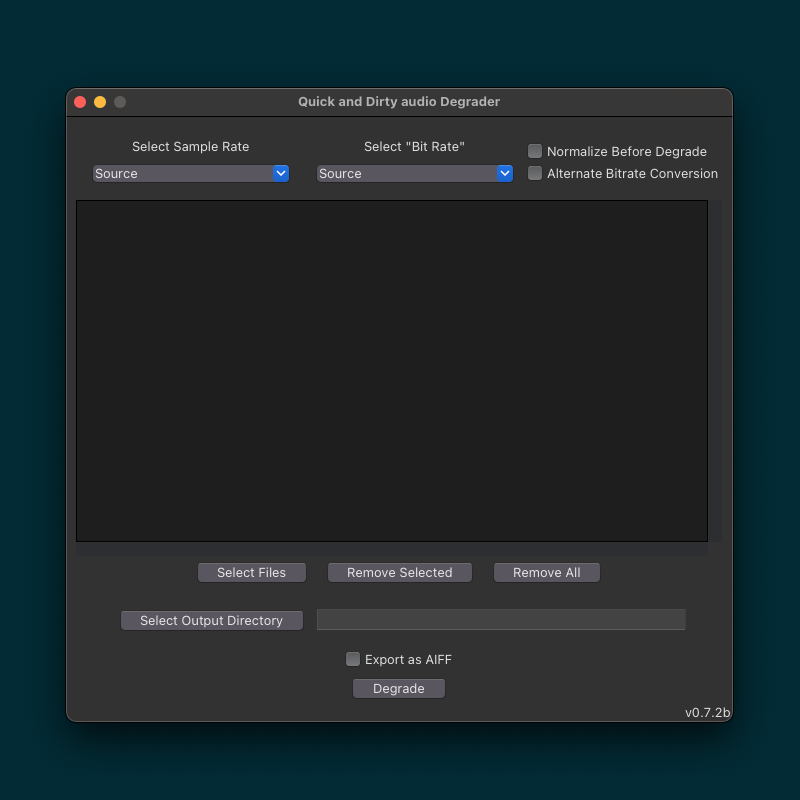 Quick and Dirty audio Degrader
Select Sample Rate
Select "Bit Rate"
Normalize Before Degrade
Source
Source
Alternate Bitrate Conversion
Select Files
Remove Selected
Remove All
Select Output Directory
Export as AIFF
Degrade
v0.7.2b